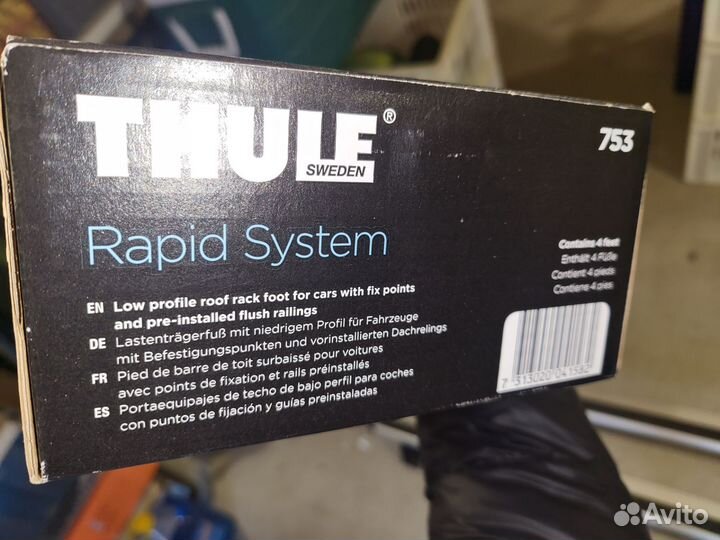 THULE®
SWEDEN
753
Rapid System
Contains 4 feet
Enthält 4 Füße
Contient 4 pieds
Contiene 4 pies
EN Low profile roof rack foot for cars with fix points
and pre-installed flush railings
DE Lastenträgerfuß mit niedrigem Profil für Fahrzeuge
mit Befestigungspunkten und vorinstallierten Dachrelings
FR Pied de barre de toit surbaissé pour voitures
avec points de fixation et rails préinstallés
ES Portaequipajes de techo de bajo perfil para coches
con puntos de fijación y guías preinstaladas
7 313020 041582
Avito